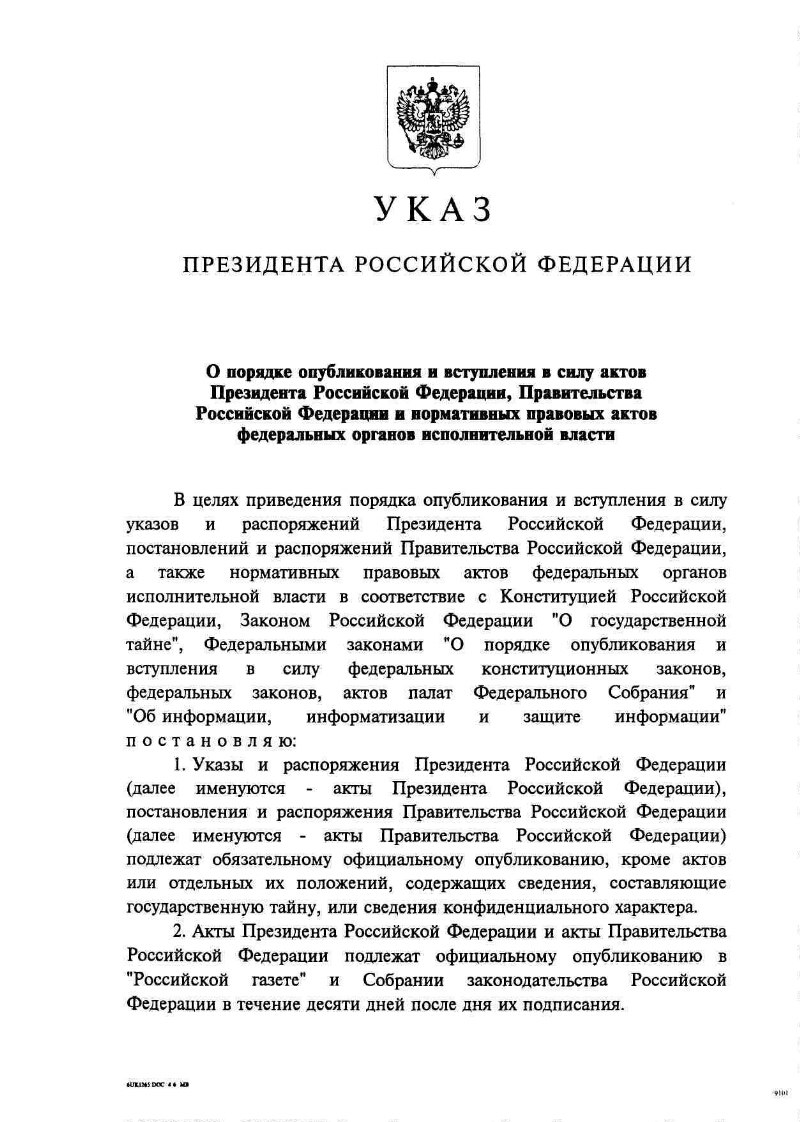 УКАЗ
ПРЕЗИДЕНТА РОССИЙСКОЙ ФЕДЕРАЦИИ
О порядке опубликования и вступления в силу актов
Президента Российской Федерации, Правительства
Российской Федерации и нормативных правовых актов
федеральных органов исполнительной власти
В целях приведения порядка опубликования и вступления в силу
указов и распоряжений Президента Российской Федерации,
постановлений и распоряжений Правительства Российской Федерации,
а также нормативных правовых актов федеральных органов
исполнительной власти в соответствие с Конституцией Российской
Федерации, Законом Российской Федерации "О государственной
тайне", Федеральными законами "О порядке опубликования и
вступления в силу федеральных конституционных законов,
федеральных законов, актов палат Федерального Собрания" и
"Об информации, информатизации и защите информации"
постановляю:
1. Указы и распоряжения Президента Российской Федерации
(далее именуются - акты Президента Российской Федерации),
постановления и распоряжения Правительства Российской Федерации
(далее именуются - акты Правительства Российской Федерации)
подлежат обязательному официальному опубликованию, кроме актов
или отдельных их положений, содержащих сведения, составляющие
государственную тайну, или сведения конфиденциального характера.
2. Акты Президента Российской Федерации и акты Правительства
Российской Федерации подлежат официальному опубликованию в
"Российской газете" и Собрании законодательства Российской
Федерации в течение десяти дней после дня их подписания.